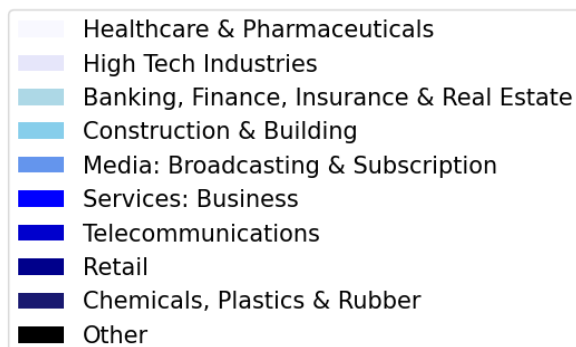 Healthcare & Pharmaceuticals
High Tech Industries
Banking, Finance, Insurance & Real Estate
Construction & Building
Media: Broadcasting & Subscription
Services: Business
Telecommunications
Retail
Chemicals, Plastics & Rubber
Other